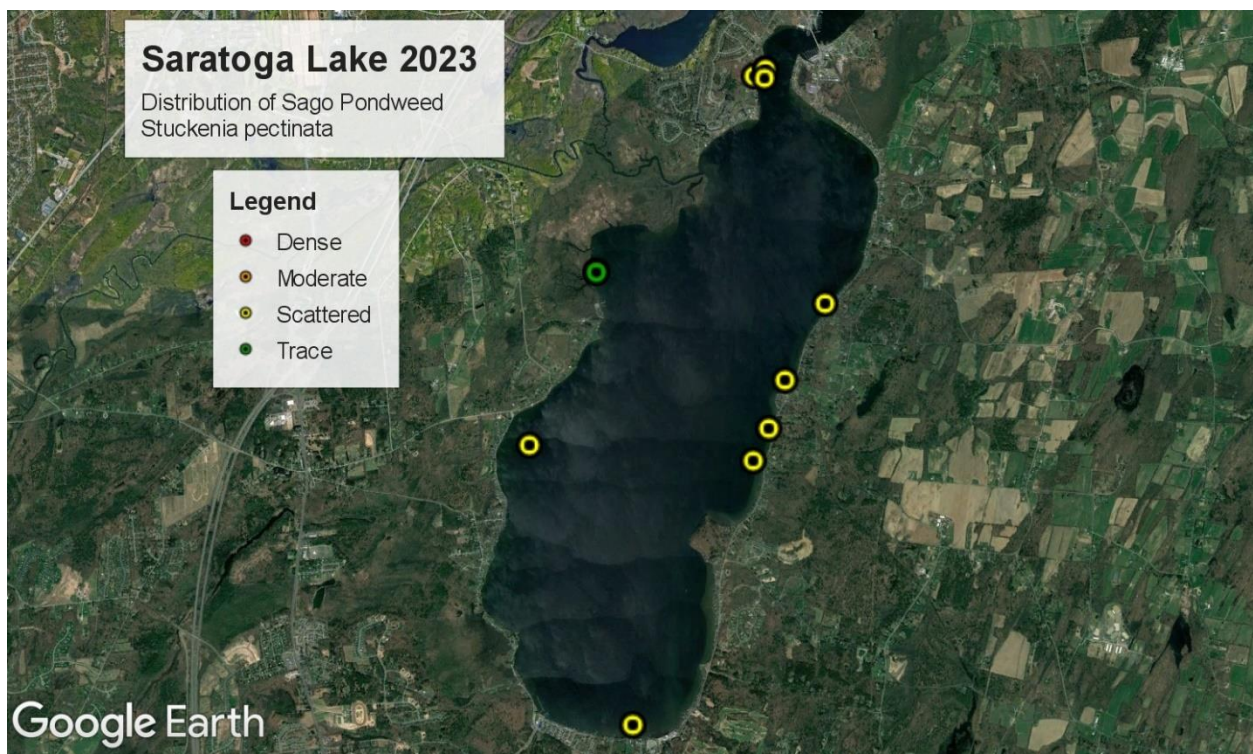 Saratoga Lake 2023
Distribution of Sago Pondweed
Stuckenia pectinata
Legend
Dense
Moderate
Scattered
Trace
Google Earth